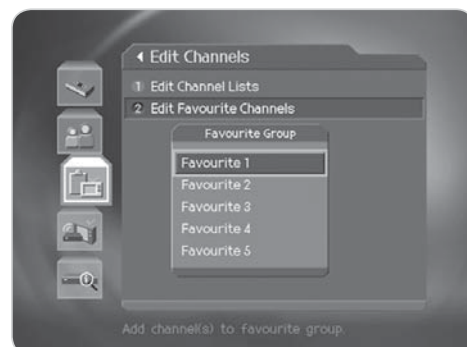 Edit Channels
1 Edit Channel Lists
2 Edit Favourite Channels
Favourite Group
Favourite 1
Favourite 2
Favourite 3
Favourite 4
Favourite 5
Add channel(s) to favourite group.